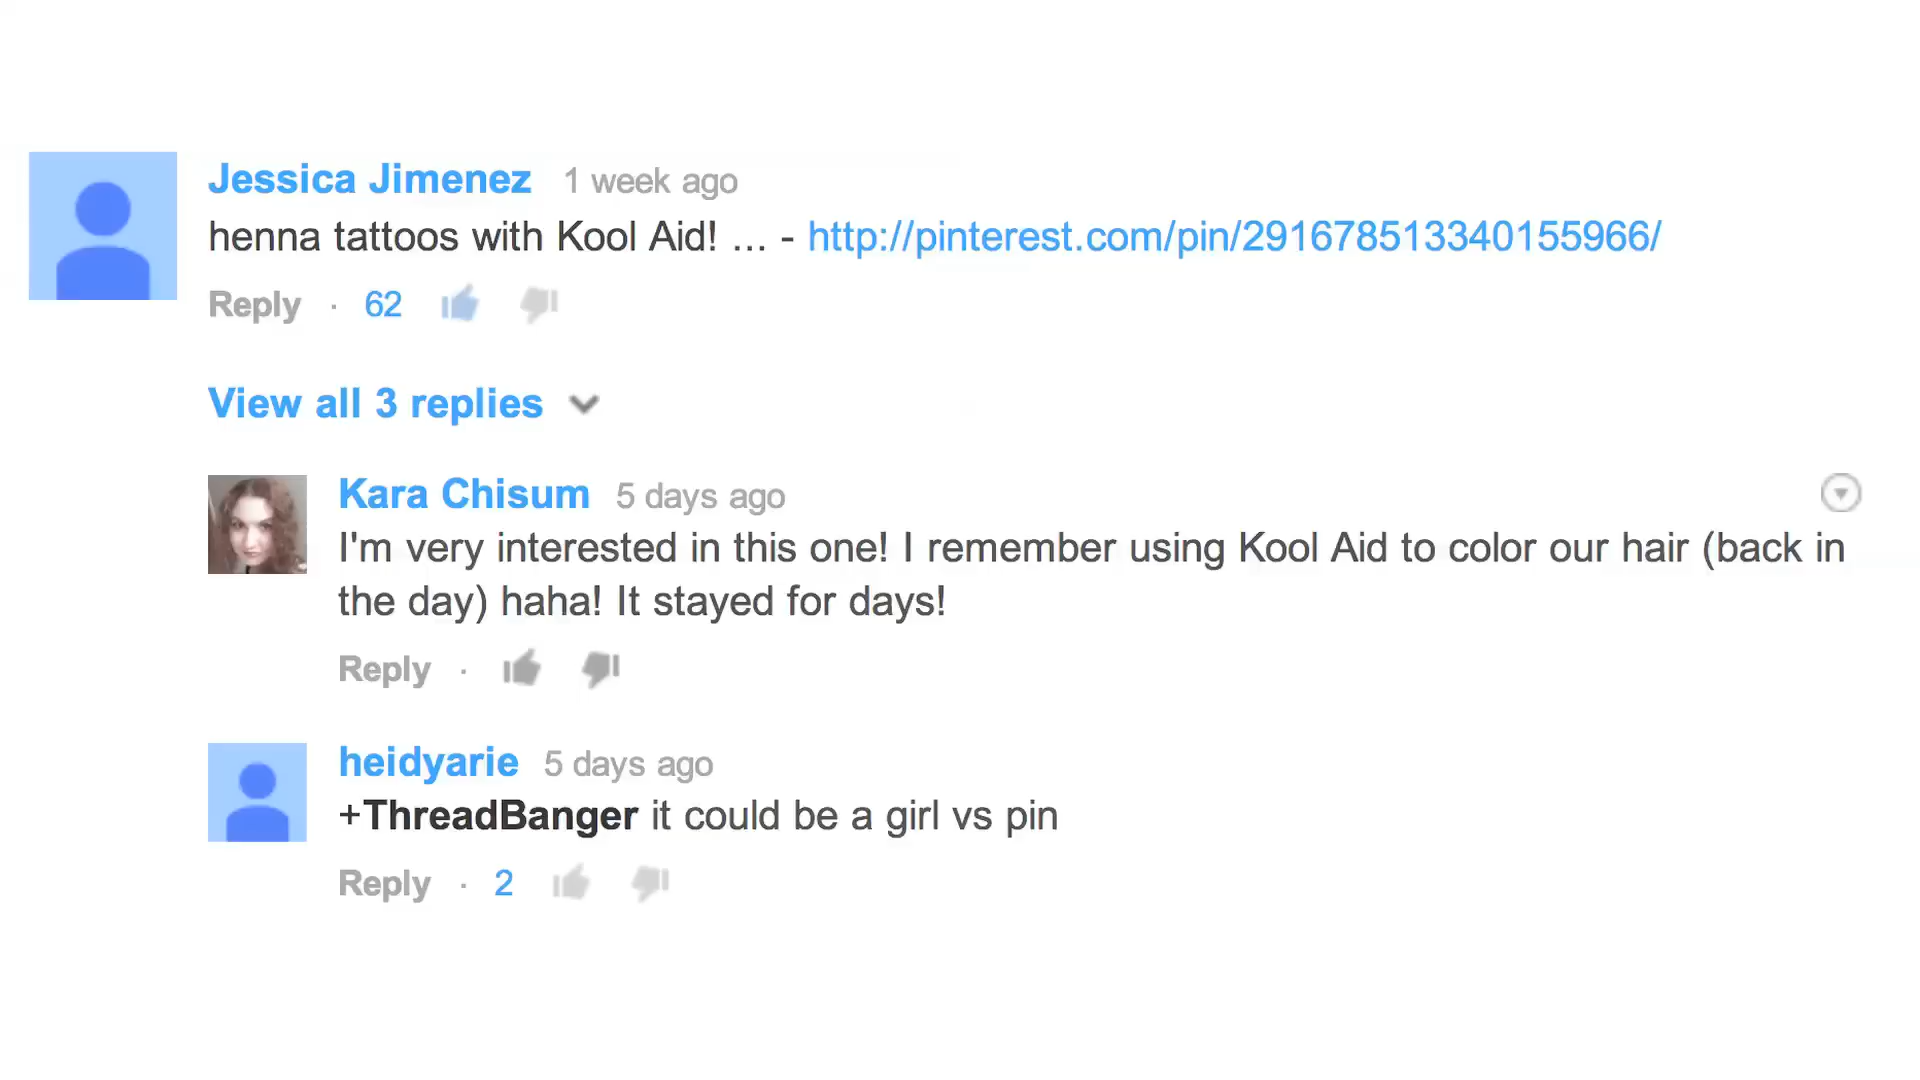 Jessica Jimenez 1 week ago
henna tattoos with Kool Aid! ... - http://pinterest.com/pin/291678513340155966/
Reply · 62
View all 3 replies
Kara Chisum 5 days ago
I'm very interested in this one! I remember using Kool Aid to color our hair (back in
the day) haha! It stayed for days!
Reply ·
heidyarie 5 days ago
+ThreadBanger it could be a girl vs pin
Reply · 2